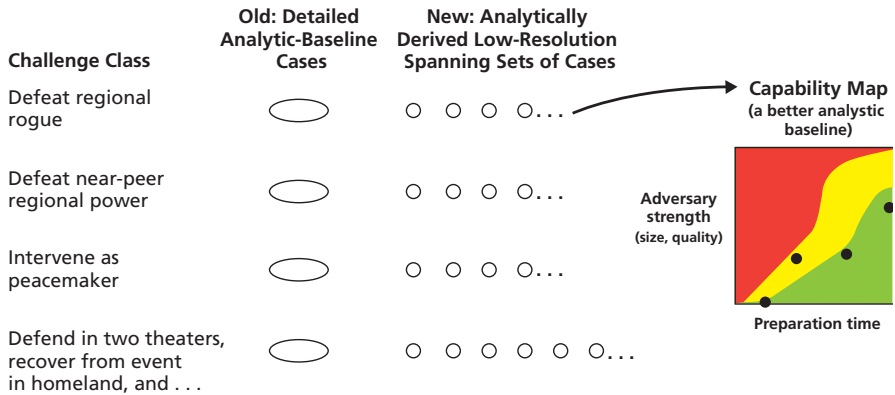 Old: Detailed
Analytic-Baseline
Cases
New: Analytically
Derived Low-Resolution
Spanning Sets of Cases
Challenge Class
Defeat regional
rogue
...
Capability Map
(a better analystic
baseline)
Defeat near-peer
regional power
...
Adversary
strength
(size, quality)
Intervene as
peacemaker
...
Preparation time
Defend in two theaters,
recover from event
in homeland, and . . .
...